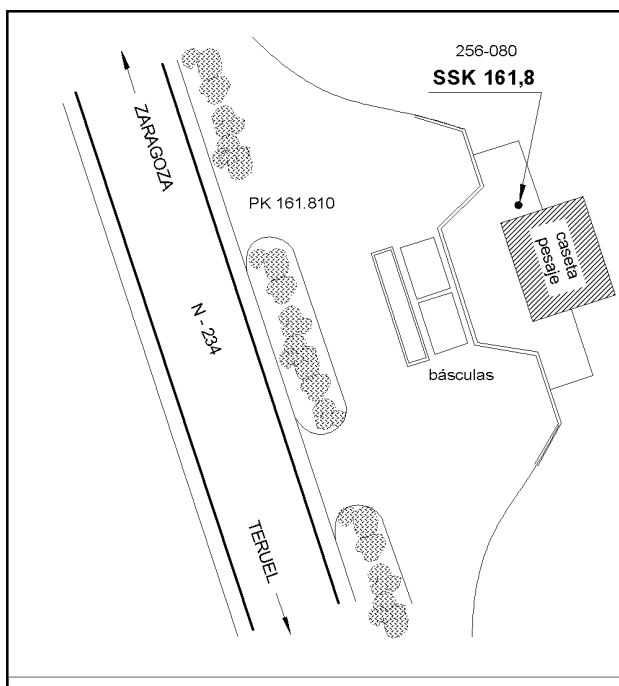 256-080
SSK 161,8
ZARAGOZA
PK 161.810
caseta
pesaje
N - 234
básculas
TERUEL